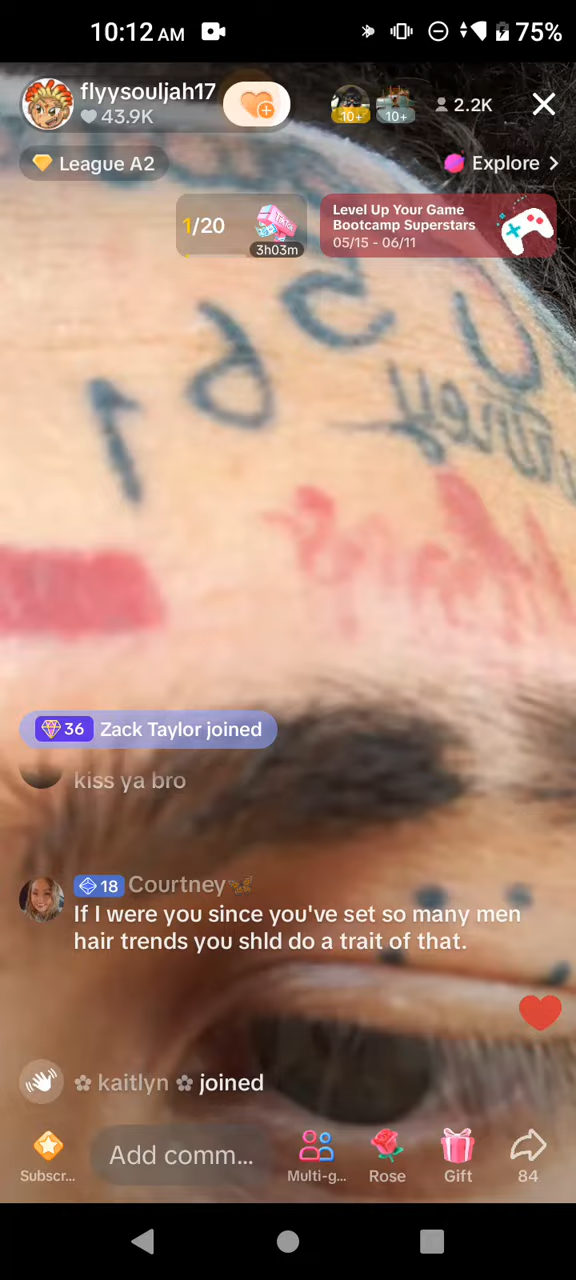 10:12 AM
75%
flyysouljah17
43.9K
10+
10+
2.2K
League A2
Explore
1/20
3h03m
TikTok
Level Up Your Game
Bootcamp Superstars
05/15 - 06/11
561
36 Zack Taylor joined
kiss ya bro
18 Courtney
If I were you since you've set so many men
hair trends you shld do a trait of that.
kaitlyn joined
Add comm...
Subscr...
Multi-g...
Rose
Gift
84